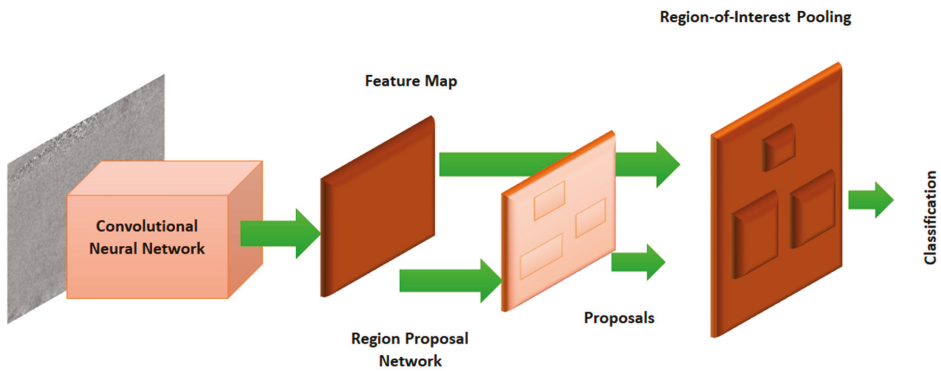 Region-of-Interest Pooling
Feature Map
Convolutional
Neural Network
Classification
Proposals
Region Proposal
Network